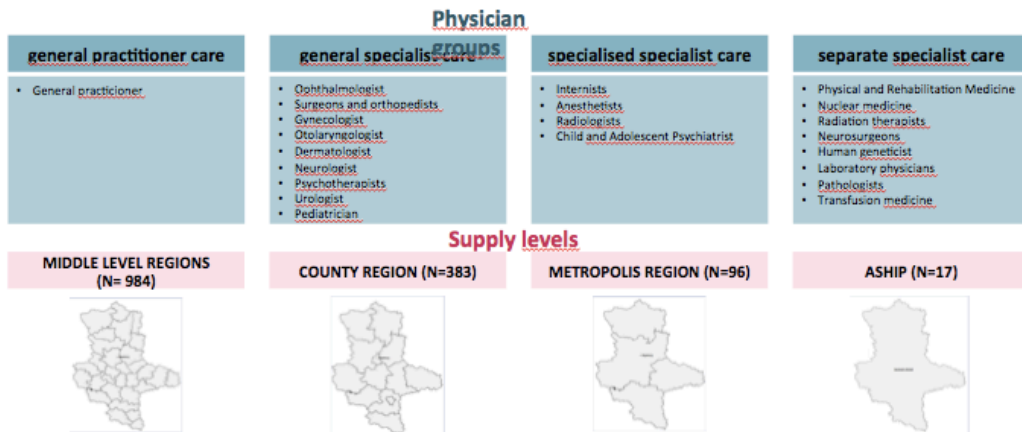 Physician
groups
general practitioner care
general specialist care
specialised specialist care
separate specialist care
• General practicioner
• Ophthalmologist
• Surgeons and orthopedists
• Gynecologist
• Otolaryngologist
• Dermatologist
• Neurologist
• Psychotherapists
• Urologist
• Pediatrician
• Internists
• Anesthetists
• Radiologists
• Child and Adolescent Psychiatrist
• Physical and Rehabilitation Medicine
• Nuclear medicine
• Radiation therapists
• Neurosurgeons
• Human geneticist
• Laboratory physicians
• Pathologists
• Transfusion medicine
Supply levels
MIDDLE LEVEL REGIONS
(N= 984)
COUNTY REGION (N=383)
METROPOLIS REGION (N=96)
ASHIP (N=17)